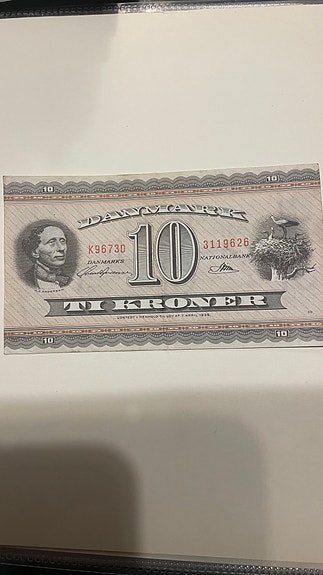 10 10
DANMARK
K9673D 10 3119626
DANMARKS NATIONALBANK
TI KRONER
10 10